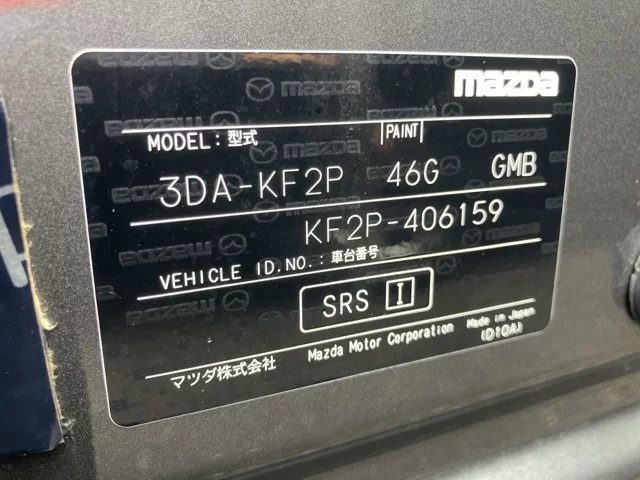 mazda
MODEL: 型式 PAINT
3DA-KF2P 46G GMB
KF2P-406159
VEHICLE ID.NO.: 車台番号
SRS I
マツダ株式会社 Mazda Motor Corporation Made in Japan
(D10A)